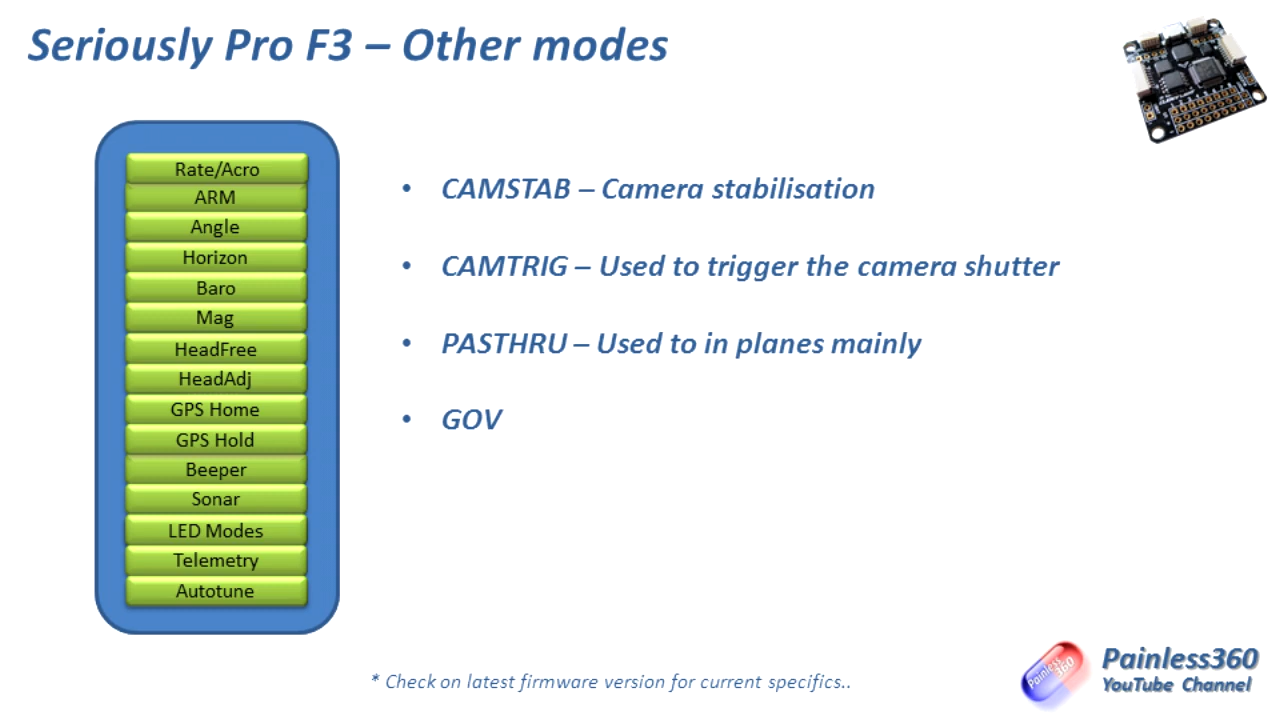 Seriously Pro F3 – Other modes
Rate/Acro
ARM
Angle
Horizon
Baro
Mag
HeadFree
HeadAdj
GPS Home
GPS Hold
Beeper
Sonar
LED Modes
Telemetry
Autotune
• CAMSTAB – Camera stabilisation
• CAMTRIG – Used to trigger the camera shutter
• PASTHRU – Used to in planes mainly
• GOV
* Check on latest firmware version for current specifics..
Painless
360
Painless360
YouTube Channel